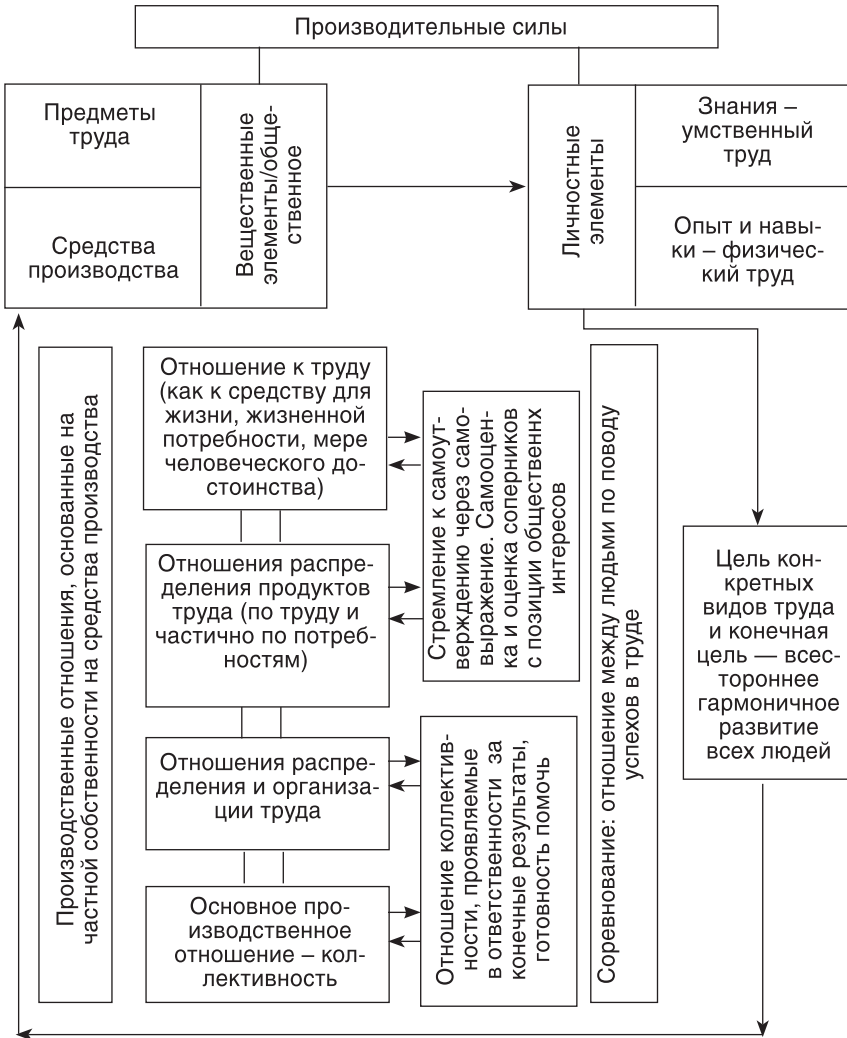 Производительные силы
Предметы
труда
Средства
производства
Вещественные
элементы/обще-
ственное
Личностные
элементы
Знания –
умственный
труд
Опыт и навы-
ки – физичес-
кий труд
Производственные отношения, основанные на
частной собственности на средства производства
Отношение к труду
(как к средству для
жизни, жизненной
потребности, мере
человеческого до-
стоинства)
Отношения распре-
деления продуктов
труда (по труду и
частично по потреб-
ностям)
Отношения распре-
деления и организа-
ции труда
Основное про-
изводственное
отношение – кол-
лективность
Стремление к самоут-
верждению через само-
выражение. Самооцен-
ка и оценка соперников
с позиции общественнх
интересов
Отношение коллектив-
ности, проявляемые
в ответственности за
конечные результаты,
готовность помочь
Соревнование: отношение между людьми по поводу
успехов в труде
Цель кон-
кретных
видов труда
и конечная
цель — всес-
тороннее
гармоничное
развитие
всех людей